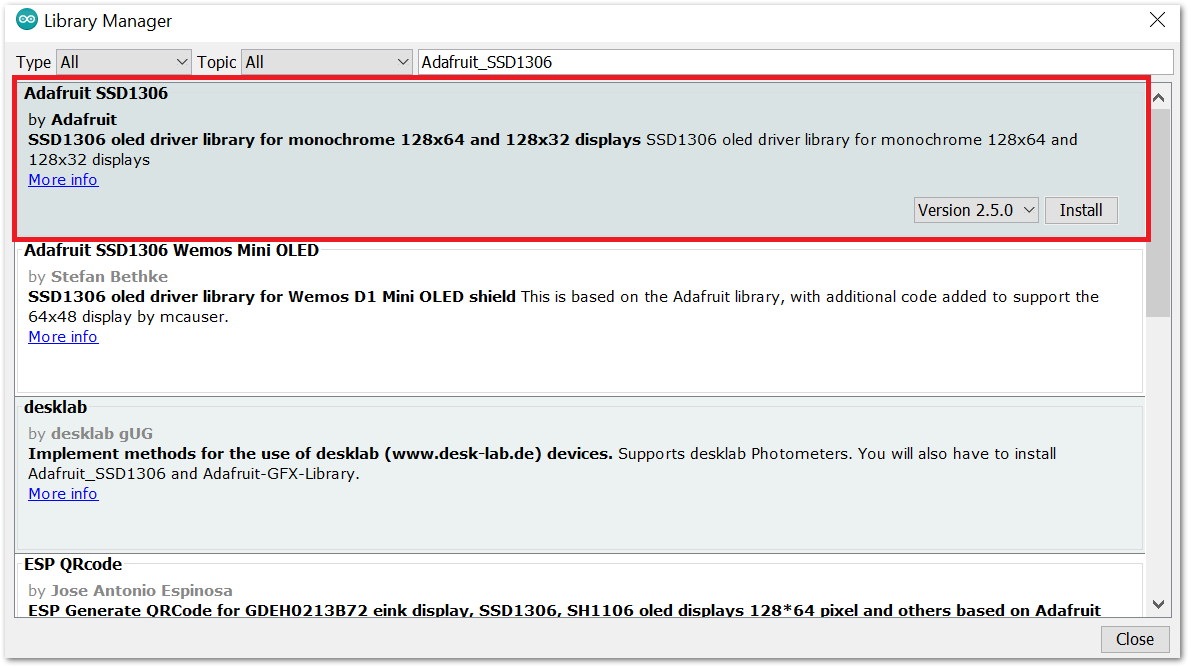 Library Manager
Type All Topic All Adafruit_SSD1306
Adafruit SSD1306
by Adafruit
SSD1306 oled driver library for monochrome 128x64 and 128x32 displays SSD1306 oled driver library for monochrome 128x64 and
128x32 displays
More info
Version 2.5.0 Install
Adafruit SSD1306 Wemos Mini OLED
by Stefan Bethke
SSD1306 oled driver library for Wemos D1 Mini OLED shield This is based on the Adafruit library, with additional code added to support the
64x48 display by mcauser.
More info
desklab
by desklab gUG
Implement methods for the use of desklab (www.desk-lab.de) devices. Supports desklab Photometers. You will also have to install
Adafruit_SSD1306 and Adafruit-GFX-Library.
More info
ESP QRcode
by Jose Antonio Espinosa
ESP Generate QRCode for GDEH0213B72 eink display, SSD1306, SH1106 oled displays 128*64 pixel and others based on Adafruit
Close